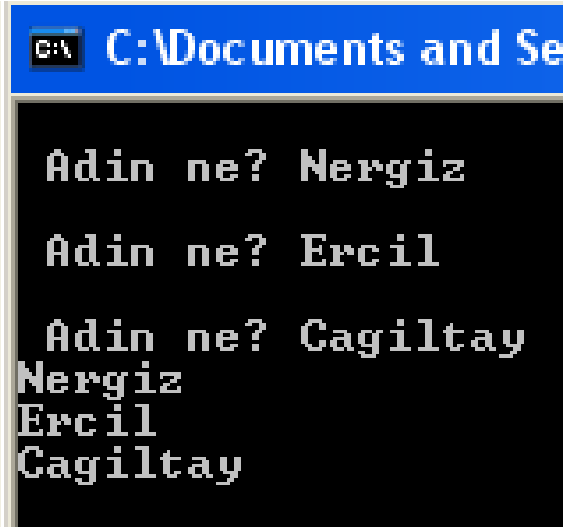 C:\ C:\Documents and Se
Adin ne? Nergiz
Adin ne? Ercil
Adin ne? Cagiltay
Nergiz
Ercil
Cagiltay